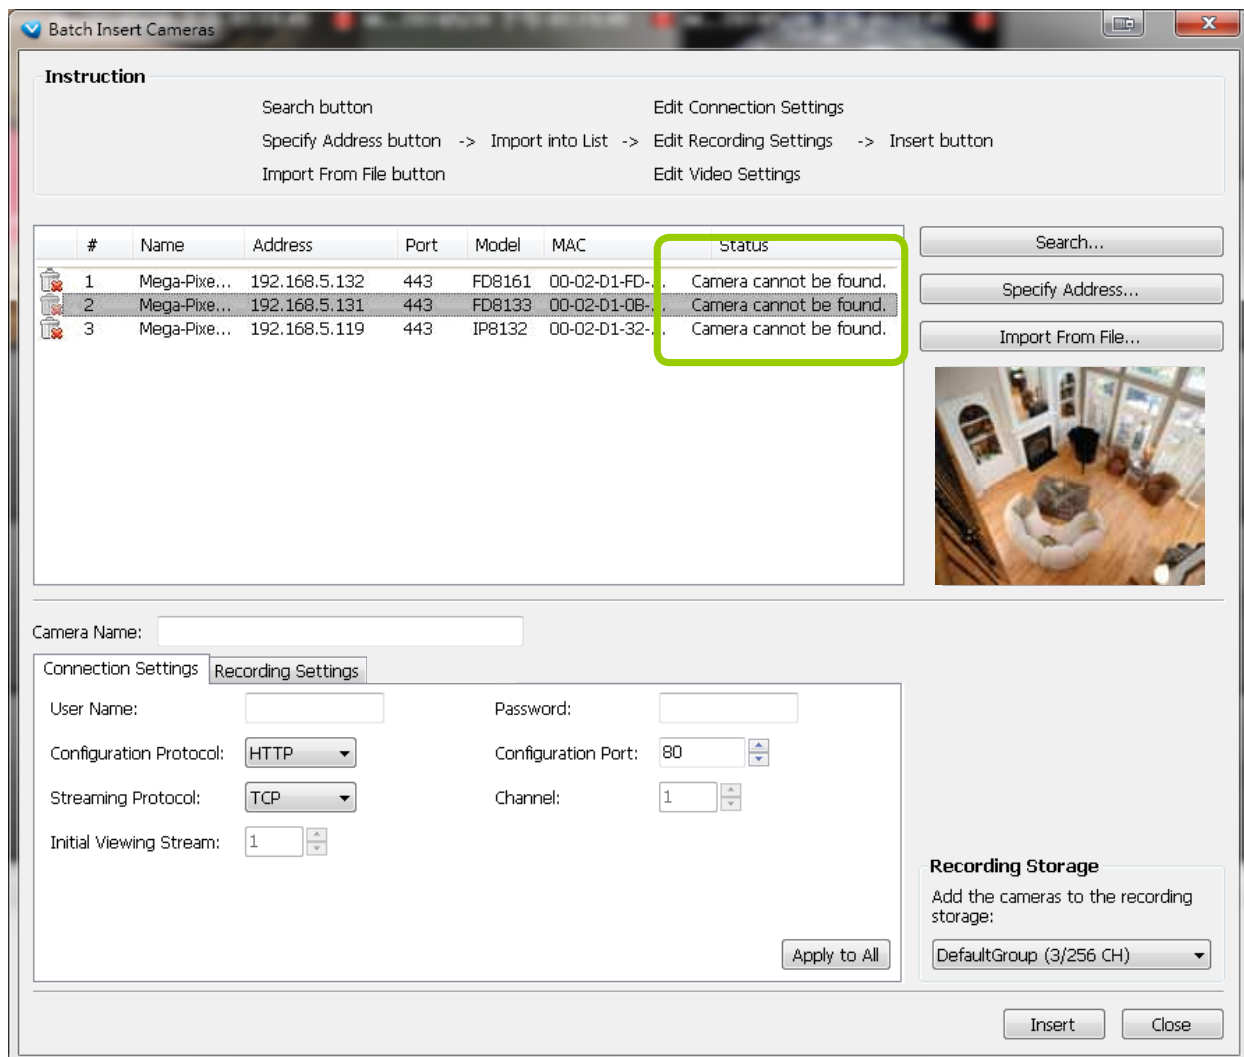 Batch Insert Cameras
Instruction
Search button Edit Connection Settings
Specify Address button -> Import into List -> Edit Recording Settings -> Insert button
Import From File button Edit Video Settings
# Name Address Port Model MAC Status
1 Mega-Pixe... 192.168.5.132 443 FD8161 00-02-D1-FD-... Camera cannot be found.
2 Mega-Pixe... 192.168.5.131 443 FD8133 00-02-D1-0B-... Camera cannot be found.
3 Mega-Pixe... 192.168.5.119 443 IP8132 00-02-D1-32-... Camera cannot be found.
Search...
Specify Address...
Import From File...
Camera Name:
Connection Settings Recording Settings
User Name: Password:
Configuration Protocol: HTTP Configuration Port: 80
Streaming Protocol: TCP Channel: 1
Initial Viewing Stream: 1
Apply to All
Recording Storage
Add the cameras to the recording
storage:
DefaultGroup (3/256 CH)
Insert Close